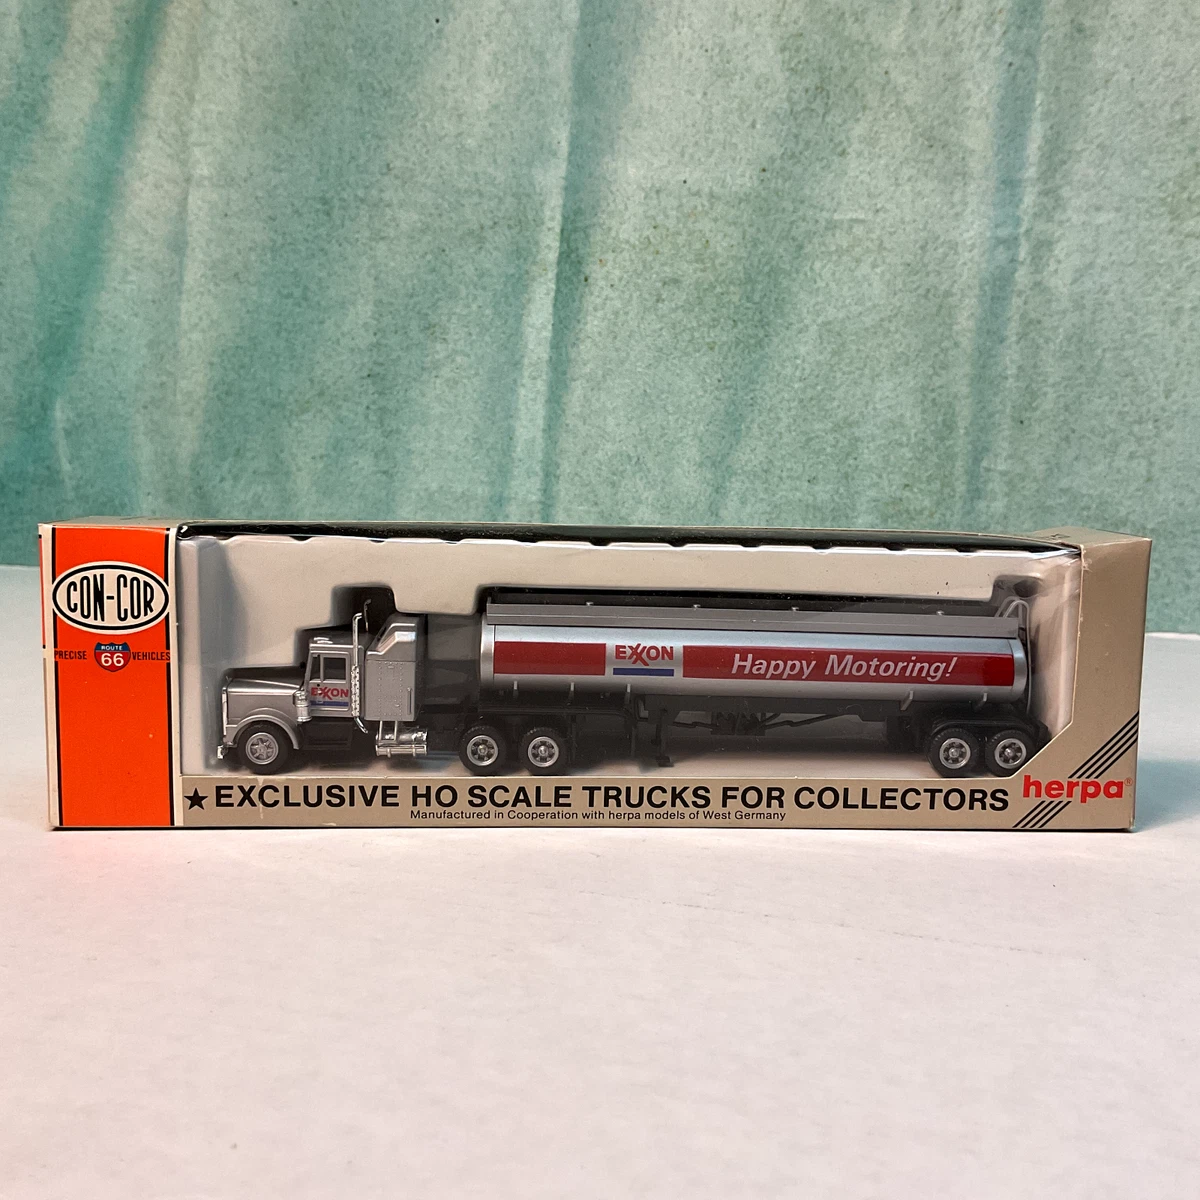 CON-COR
PRECISE ROUTE 66 VEHICLES
EXXON
EXXON
Happy Motoring!
★EXCLUSIVE HO SCALE TRUCKS FOR COLLECTORS
Manufactured in Cooperation with herpa models of West Germany
herpa®